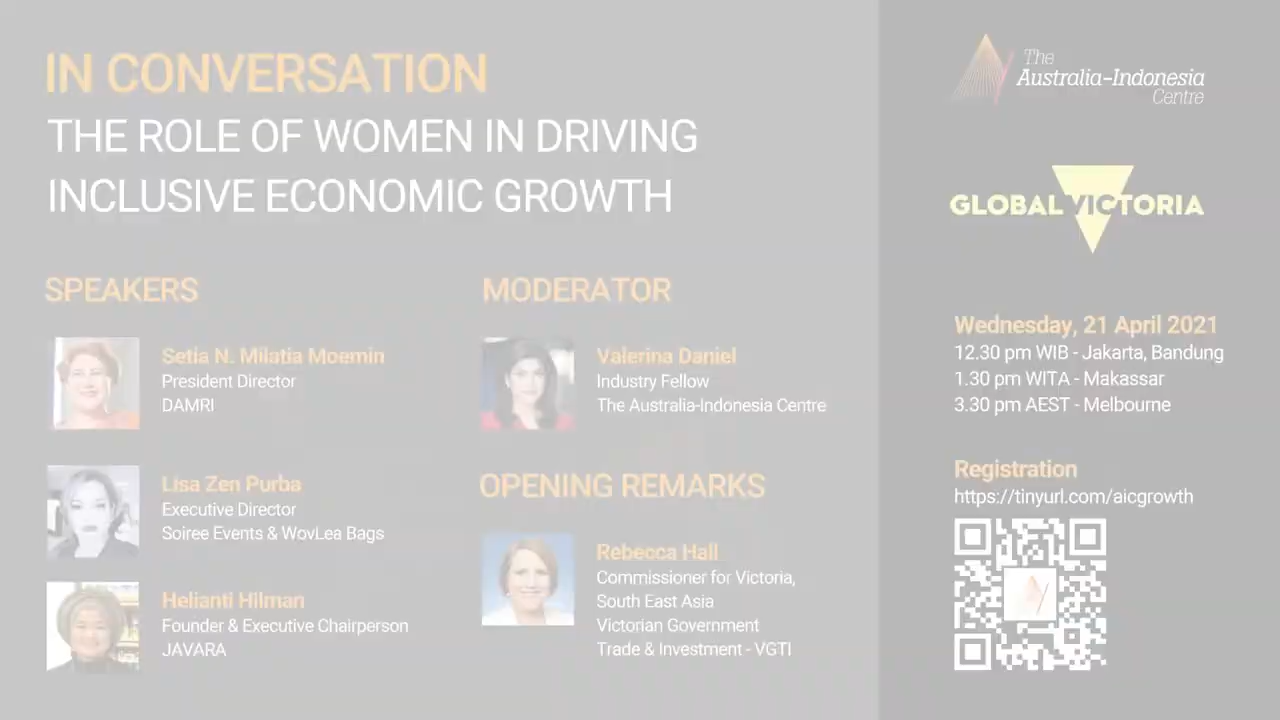 IN CONVERSATION
THE ROLE OF WOMEN IN DRIVING
INCLUSIVE ECONOMIC GROWTH
SPEAKERS
Setia N. Milatia Moemin
President Director
DAMRI
Lisa Zen Purba
Executive Director
Soiree Events & WovLea Bags
Helianti Hilman
Founder & Executive Chairperson
JAVARA
MODERATOR
Valerina Daniel
Industry Fellow
The Australia-Indonesia Centre
OPENING REMARKS
Rebecca Hall
Commissioner for Victoria,
South East Asia
Victorian Government
Trade & Investment - VGTI
The
Australia-Indonesia
Centre
GLOBAL VICTORIA
Wednesday, 21 April 2021
12.30 pm WIB - Jakarta, Bandung
1.30 pm WITA - Makassar
3.30 pm AEST - Melbourne
Registration
https://tinyurl.com/aicgrowth